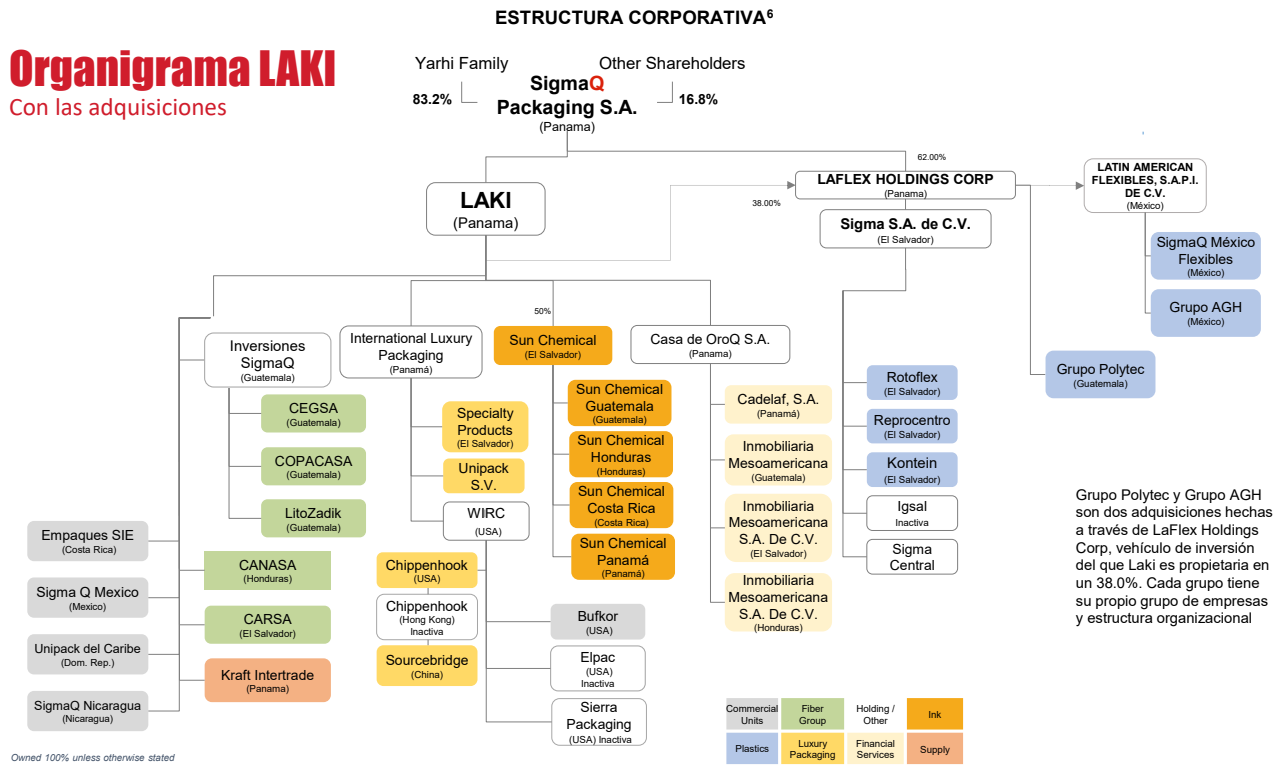 ESTRUCTURA CORPORATIVA⁶
Organigrama LAKI
Con las adquisiciones
Yarhi Family
Other Shareholders
83.2%
SigmaQ
Packaging S.A.
(Panama)
16.8%
62.00%
38.00%
LAKI
(Panama)
LAFLEX HOLDINGS CORP
(Panama)
Sigma S.A. de C.V.
(El Salvador)
LATIN AMERICAN
FLEXIBLES, S.A.P.I.
DE C.V.
(México)
SigmaQ México
Flexibles
(México)
Grupo AGH
(México)
Grupo Polytec
(Guatemala)
50%
Inversiones
SigmaQ
(Guatemala)
CEGSA
(Guatemala)
COPACASA
(Guatemala)
LitoZadik
(Guatemala)
CANASA
(Honduras)
CARSA
(El Salvador)
Kraft Intertrade
(Panama)
Empaques SIE
(Costa Rica)
Sigma Q Mexico
(Mexico)
Unipack del Caribe
(Dom. Rep.)
SigmaQ Nicaragua
(Nicaragua)
International Luxury
Packaging
(Panamá)
Specialty
Products
(El Salvador)
Unipack
S.V.
WIRC
(USA)
Chippenhook
(USA)
Chippenhook
(Hong Kong)
Inactiva
Sourcebridge
(China)
Bufkor
(USA)
Elpac
(USA)
Inactiva
Sierra
Packaging
(USA) Inactiva
Sun Chemical
(El Salvador)
Sun Chemical
Guatemala
(Guatemala)
Sun Chemical
Honduras
(Honduras)
Sun Chemical
Costa Rica
(Costa Rica)
Sun Chemical
Panamá
(Panamá)
Casa de OroQ S.A.
(Panama)
Cadelaf, S.A.
(Panamá)
Inmobiliaria
Mesoamericana
(Guatemala)
Inmobiliaria
Mesoamericana
S.A. De C.V.
(El Salvador)
Inmobiliaria
Mesoamericana
S.A. De C.V.
(Honduras)
Rotoflex
(El Salvador)
Reprocentro
(El Salvador)
Kontein
(El Salvador)
Igsal
Inactiva
Sigma
Central
Grupo Polytec y Grupo AGH
son dos adquisiciones hechas
a través de LaFlex Holdings
Corp, vehículo de inversión
del que Laki es propietaria en
un 38.0%. Cada grupo tiene
su propio grupo de empresas
y estructura organizacional
Commercial
Units
Fiber
Group
Holding /
Other
Ink
Plastics
Luxury
Packaging
Financial
Services
Supply
Owned 100% unless otherwise stated